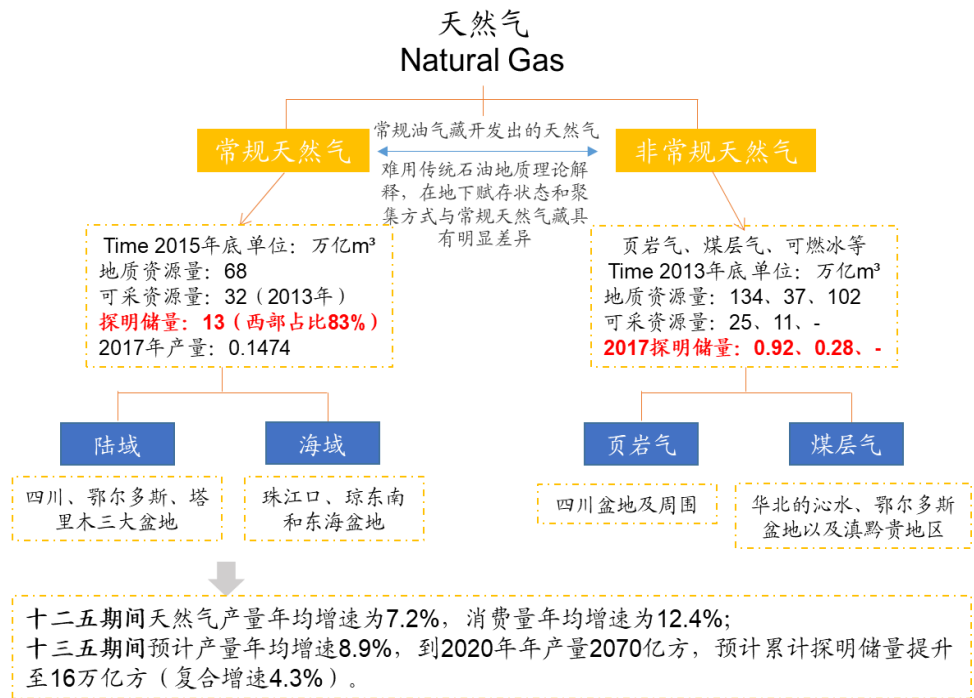 天然气
Natural Gas
常规油气藏开发出的天然气
常规天然气
非常规天然气
难用传统石油地质理论解
释，在地下赋存状态和聚
集方式与常规天然气藏具
有明显差异
Time 2015年底 单位：万亿m³
地质资源量：68
可采资源量：32（2013年）
探明储量：13（西部占比83%）
2017年产量：0.1474
页岩气、煤层气、可燃冰等
Time 2013年底 单位：万亿m³
地质资源量：134、37、102
可采资源量：25、11、-
2017探明储量：0.92、0.28、-
陆域
海域
页岩气
煤层气
四川、鄂尔多斯、塔
里木三大盆地
珠江口、琼东南
和东海盆地
四川盆地及周围
华北的沁水、鄂尔多斯
盆地以及滇黔贵地区
十二五期间天然气产量年均增速为7.2%，消费量年均增速为12.4%;
十三五期间预计产量年均增速8.9%，到2020年年产量2070亿方，预计累计探明储量提升
至16万亿方（复合增速4.3%）。